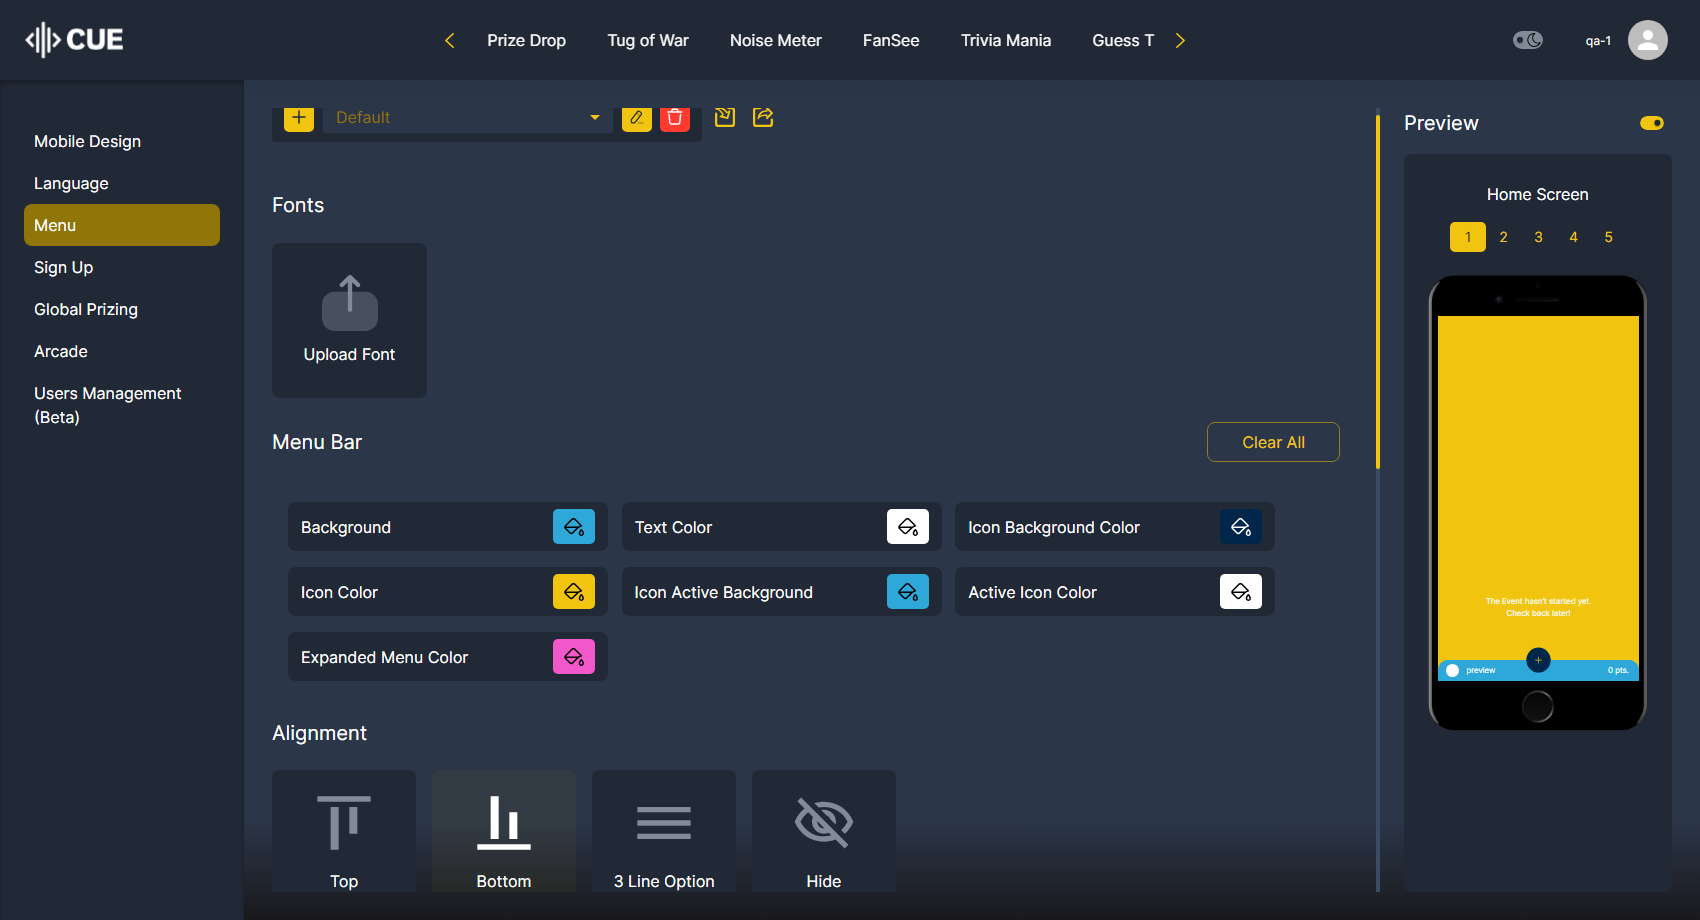 CUE
Prize Drop
Tug of War
Noise Meter
FanSee
Trivia Mania
Guess T
qa-1
Mobile Design
Language
Menu
Sign Up
Global Prizing
Arcade
Users Management
(Beta)
Default
Fonts
Upload Font
Menu Bar
Clear All
Background
Text Color
Icon Background Color
Icon Color
Icon Active Background
Active Icon Color
Expanded Menu Color
Alignment
Top
Bottom
3 Line Option
Hide
Preview
Home Screen
1 2 3 4 5
The Event hasn't started yet.
Check back later!
preview
0 pts.